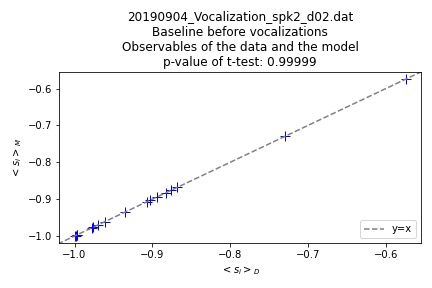 20190904_Vocalization_spk2_d02.dat
Baseline before vocalizations
Observables of the data and the model
p-value of t-test: 0.99999
−0.6
−0.7
−0.8
−0.9
−1.0
< s_i >_M
y=x
−1.0 −0.9 −0.8 −0.7 −0.6
< s_i >_D